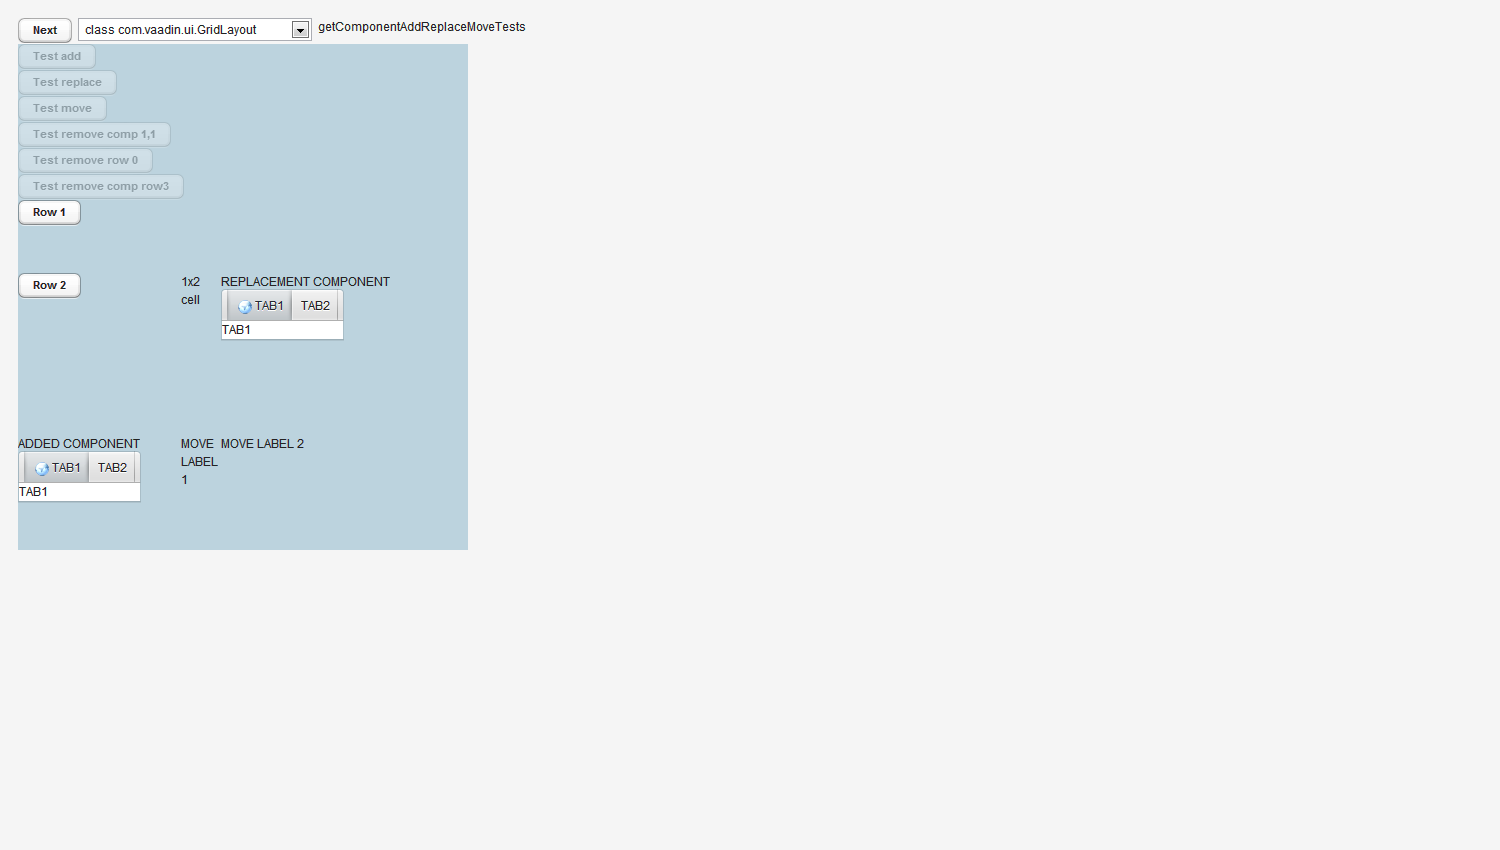 Next class com.vaadin.ui.GridLayout getComponentAddReplaceMoveTests
Test add
Test replace
Test move
Test remove comp 1,1
Test remove row 0
Test remove comp row3
Row 1
Row 2 1x2 REPLACEMENT COMPONENT
cell TAB1 TAB2
TAB1
ADDED COMPONENT MOVE MOVE LABEL 2
TAB1 TAB2 LABEL
1
TAB1